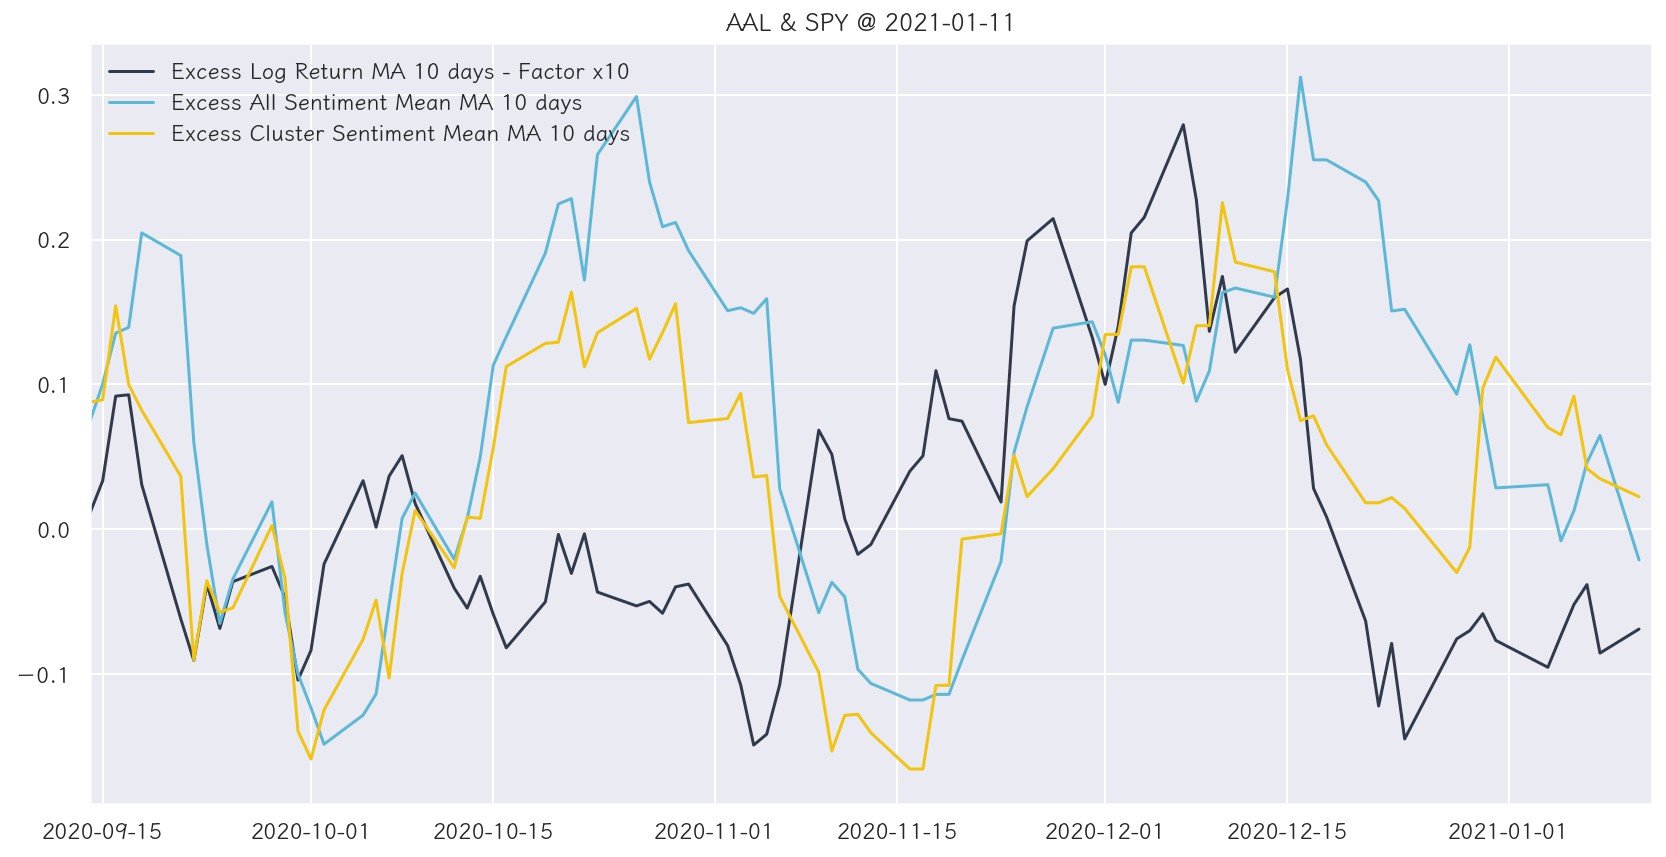 AAL & SPY @ 2021-01-11
Excess Log Return MA 10 days - Factor x10
Excess All Sentiment Mean MA 10 days
Excess Cluster Sentiment Mean MA 10 days
0.3
0.2
0.1
0.0
−0.1
2020-09-15 2020-10-01 2020-10-15 2020-11-01 2020-11-15 2020-12-01 2020-12-15 2021-01-01